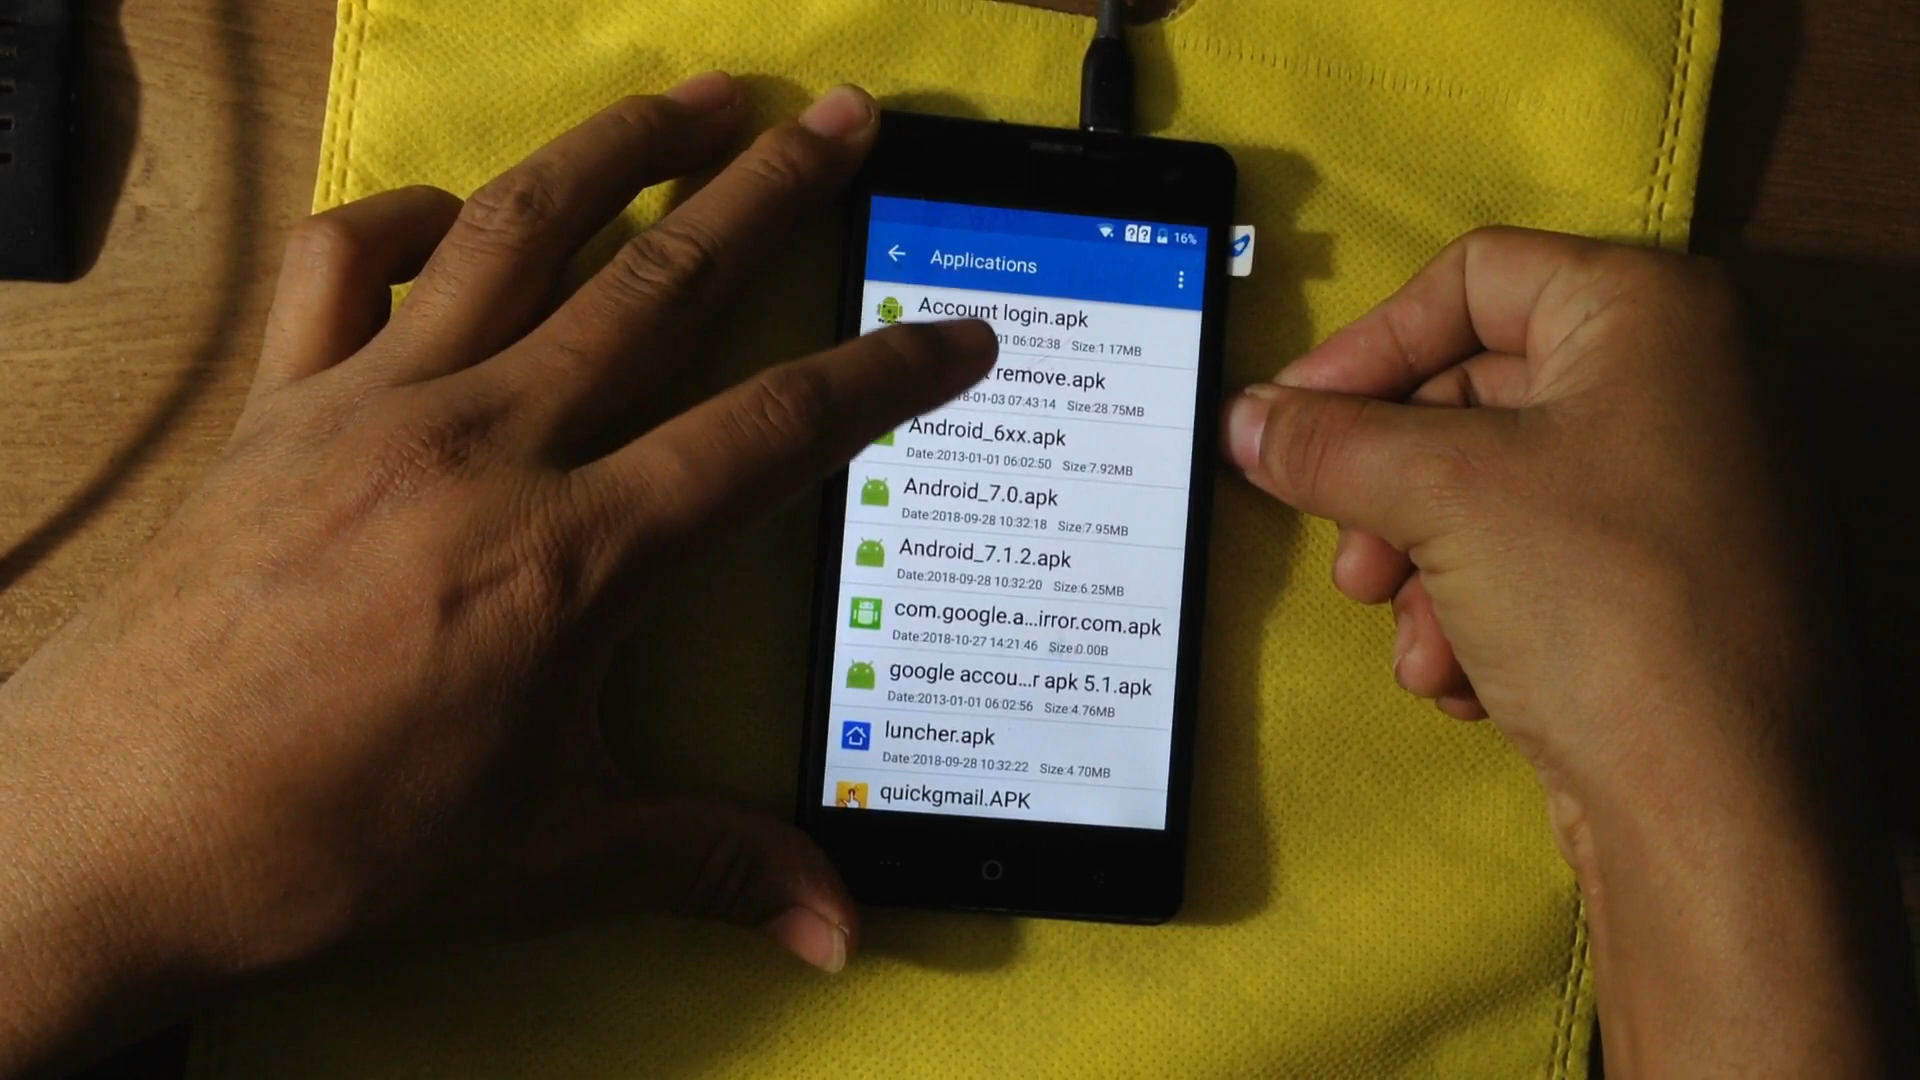 16%
Applications
Account login.apk
01 06:02:38 Size:1.17MB
remove.apk
18-01-03 07:43:14 Size:28.75MB
Android_6xx.apk
Date:2013-01-01 06:02:50 Size:7.92MB
Android_7.0.apk
Date:2018-09-28 10:32:18 Size:7.95MB
Android_7.1.2.apk
Date:2018-09-28 10:32:20 Size:6.25MB
com.google.a...irror.com.apk
Date:2018-10-27 14:21:46 Size:0.00B
google accou...r apk 5.1.apk
Date:2013-01-01 06:02:56 Size:4.76MB
luncher.apk
Date:2018-09-28 10:32:22 Size:4.70MB
quickgmail.APK